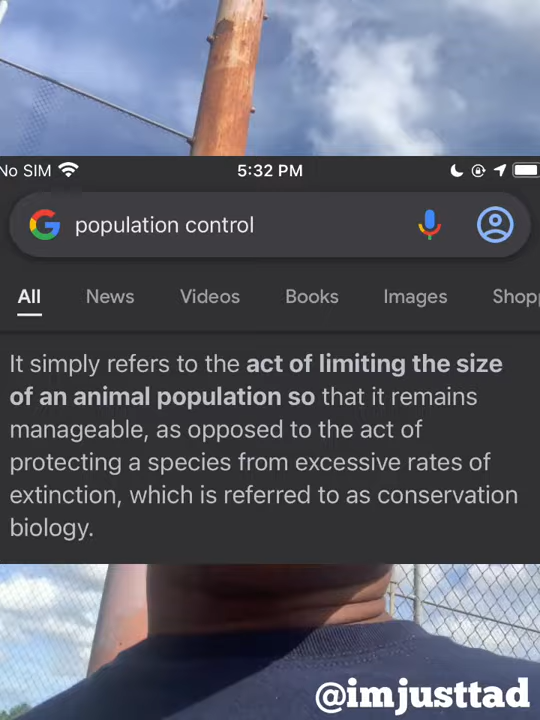 No SIM 5:32 PM
population control
All News Videos Books Images Shopp
It simply refers to the act of limiting the size
of an animal population so that it remains
manageable, as opposed to the act of
protecting a species from excessive rates of
extinction, which is referred to as conservation
biology.
@imjusttad